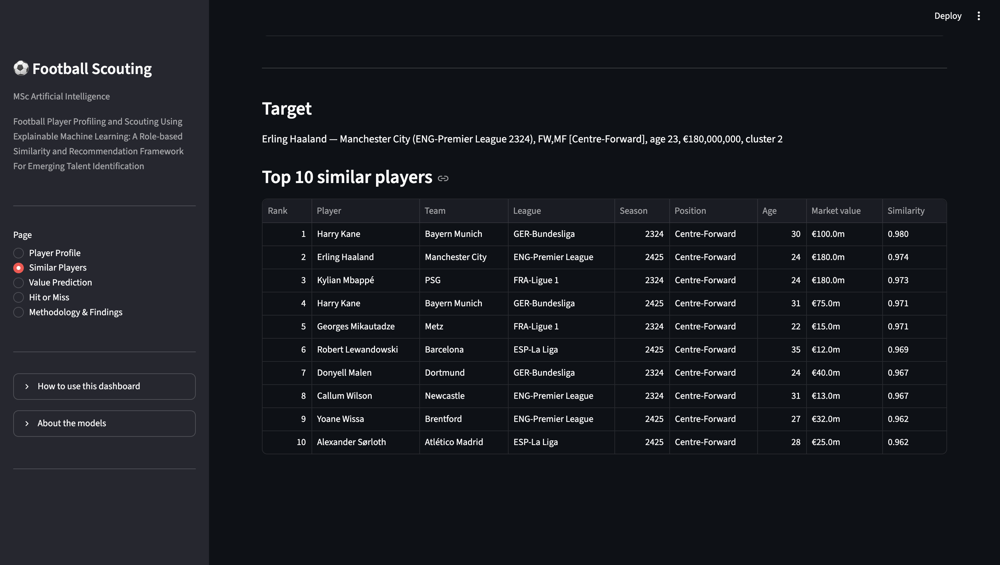 Deploy
⚽ Football Scouting
MSc Artificial Intelligence
Football Player Profiling and Scouting Using
Explainable Machine Learning: A Role-based
Similarity and Recommendation Framework
For Emerging Talent Identification
Page
Player Profile
Similar Players
Value Prediction
Hit or Miss
Methodology & Findings
How to use this dashboard
About the models
Target
Erling Haaland — Manchester City (ENG-Premier League 2324), FW,MF [Centre-Forward], age 23, €180,000,000, cluster 2
Top 10 similar players
Rank Player Team League Season Position Age Market value Similarity
1 Harry Kane Bayern Munich GER-Bundesliga 2324 Centre-Forward 30 €100.0m 0.980
2 Erling Haaland Manchester City ENG-Premier League 2425 Centre-Forward 24 €180.0m 0.974
3 Kylian Mbappé PSG FRA-Ligue 1 2324 Centre-Forward 24 €180.0m 0.973
4 Harry Kane Bayern Munich GER-Bundesliga 2425 Centre-Forward 31 €75.0m 0.971
5 Georges Mikautadze Metz FRA-Ligue 1 2324 Centre-Forward 22 €15.0m 0.971
6 Robert Lewandowski Barcelona ESP-La Liga 2425 Centre-Forward 35 €12.0m 0.969
7 Donyell Malen Dortmund GER-Bundesliga 2324 Centre-Forward 24 €40.0m 0.967
8 Callum Wilson Newcastle ENG-Premier League 2324 Centre-Forward 31 €13.0m 0.967
9 Yoane Wissa Brentford ENG-Premier League 2425 Centre-Forward 27 €32.0m 0.962
10 Alexander Sørloth Atlético Madrid ESP-La Liga 2425 Centre-Forward 28 €25.0m 0.962